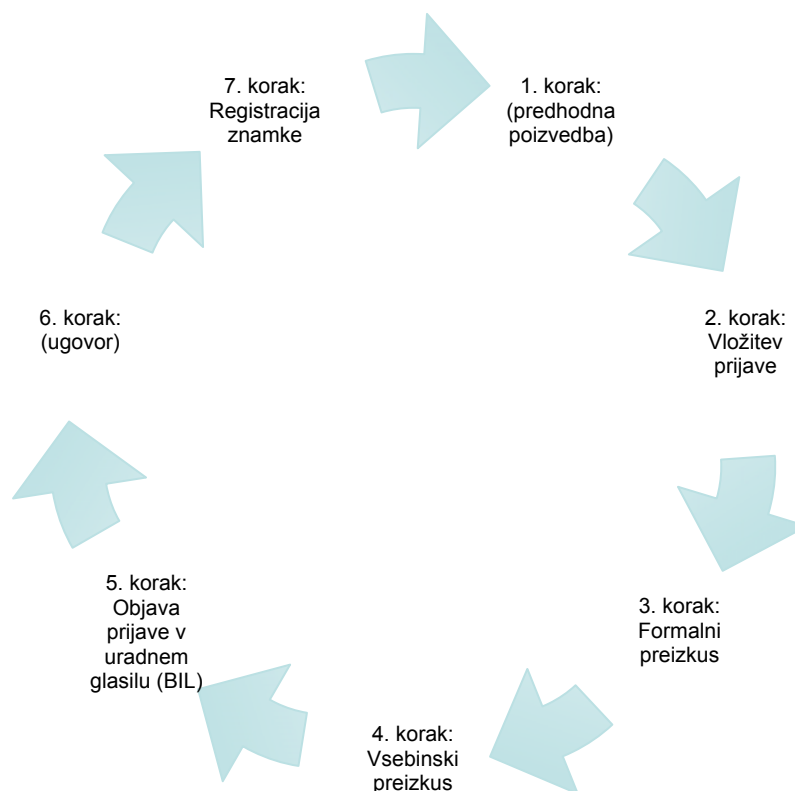 1. korak:
(predhodna
poizvedba)
2. korak:
Vložitev
prijave
3. korak:
Formalni
preizkus
4. korak:
Vsebinski
preizkus
5. korak:
Objava
prijave v
uradnem
glasilu (BIL)
6. korak:
(ugovor)
7. korak:
Registracija
znamke